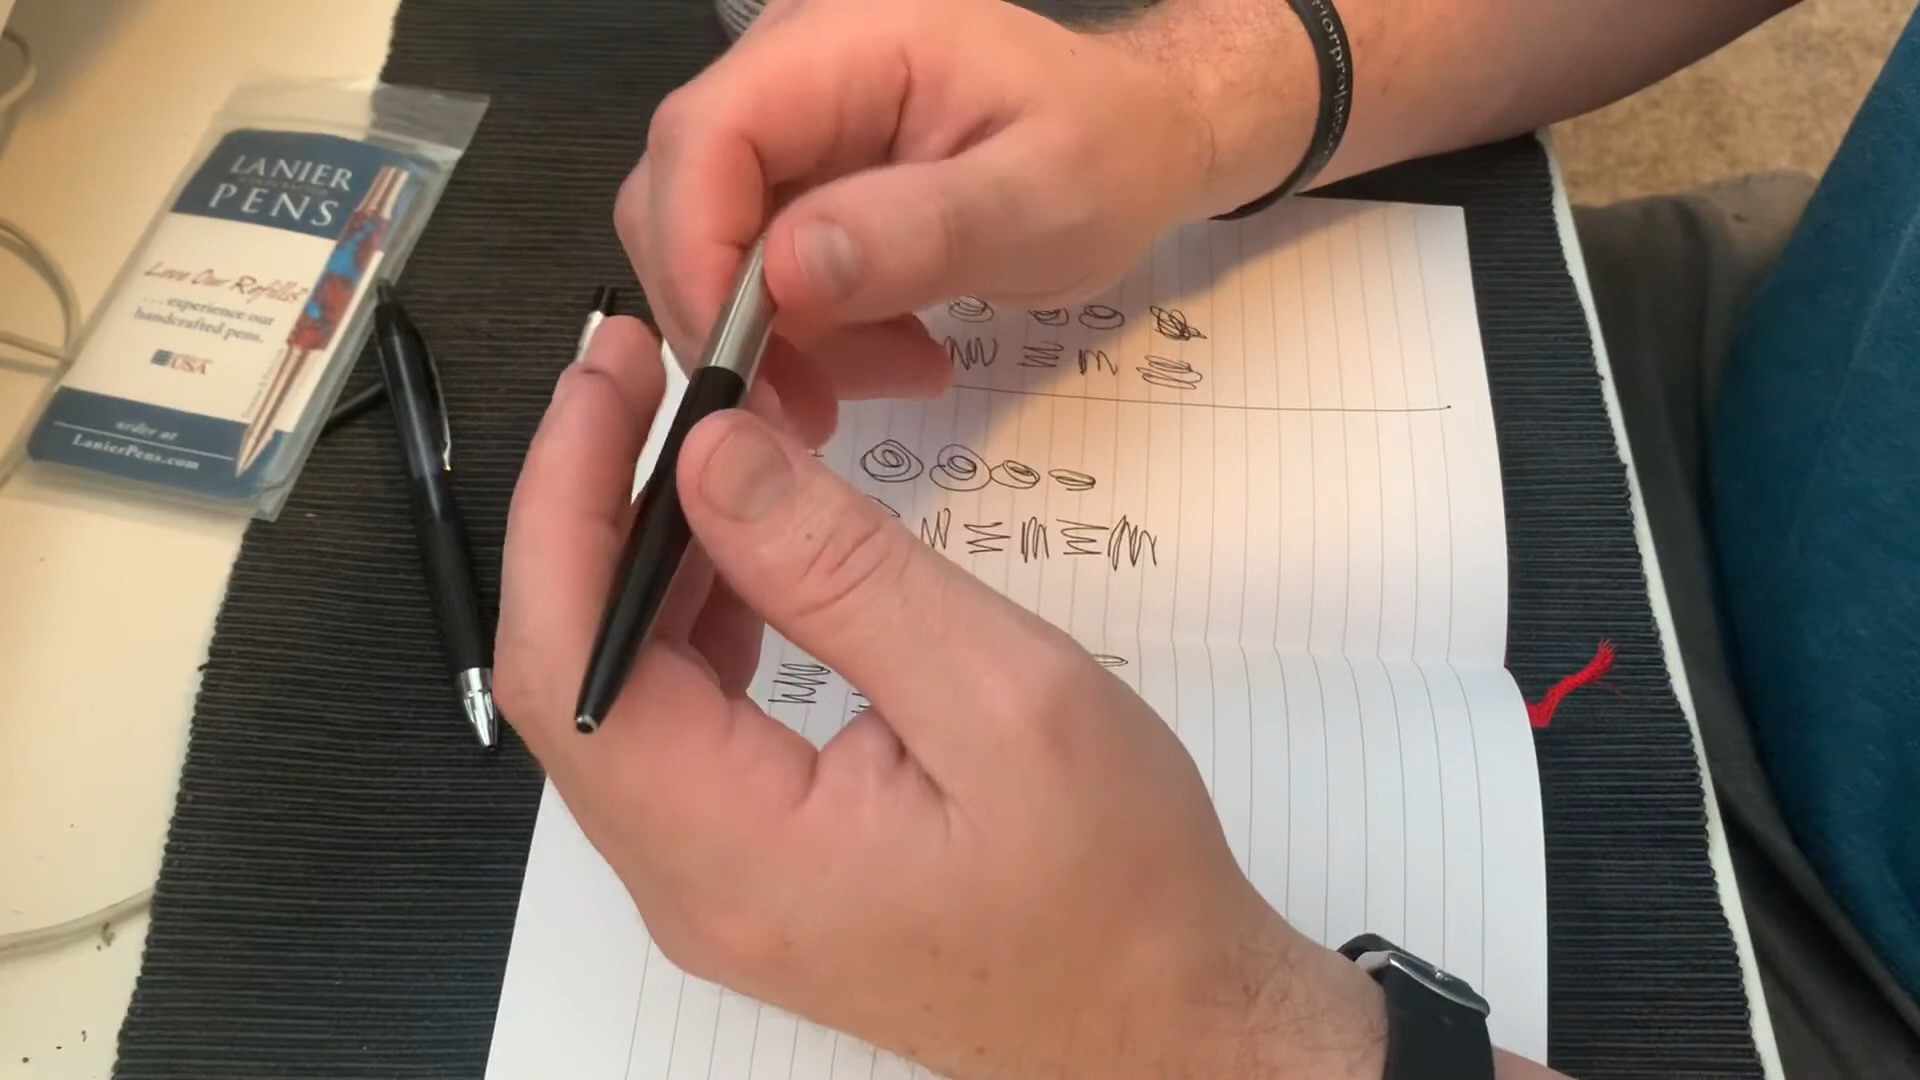 LANIER
PENS
Love Our Refills?
....experience our
handcrafted pens.
USA
order at
LanierPens.com